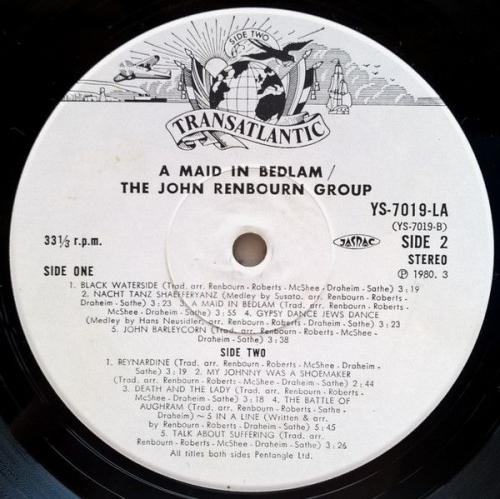 SIDE TWO
TRANSATLANTIC
A MAID IN BEDLAM/
THE JOHN RENBOURN GROUP
YS-7019-LA
(YS-7019-B)
33⅓ r.p.m.
JASRAC
SIDE 2
STEREO
SIDE ONE
℗ 1980. 3
1. BLACK WATERSIDE (Trad. arr. Renbourn - Roberts - McShee - Draheim - Sathe) 3 : 19
2. NACHT TANZ SHAEFFERYANZ (Medley by Susato. arr. Renbourn - Roberts -
Draheim - Sathe) 3 : 23 3. A MAID IN BEDLAM (Trad. arr. Renbourn - Roberts -
McShee - Draheim - Sathe) 3 : 55 4. GYPSY DANCE JEWS DANCE
(Medley by Hans Neusidler, arr. Renbourn - Roberts - Draheim - Sathe) 3 : 23
5. JOHN BARLEYCORN (Trad. arr. Renbourn - Roberts - McShee -
Draheim - Sathe) 3 : 38
SIDE TWO
1. REYNARDINE (Trad. arr. Renbourn - Roberts - McShee - Draheim -
Sathe) 3 : 19 2. MY JOHNNY WAS A SHOEMAKER
(Trad. arr. Renbourn - Roberts - McShee - Draheim - Sathe) 2 : 44
3. DEATH AND THE LADY (Trad. arr. Renbourn - Roberts -
McShee - Draheim - Sathe) 3 : 18 4. THE BATTLE OF
AUGHRAM (Trad. arr. Renbourn - Roberts - Sathe -
Draheim) ~ 5 IN A LINE (Written & arr.
by Renbourn - Roberts - Draheim - Sathe) 5 : 45
5. TALK ABOUT SUFFERING (Trad. arr.
Renbourn - Roberts - McShee - Draheim - Sathe) 3 : 26
All titles both sides Pentangle Ltd.